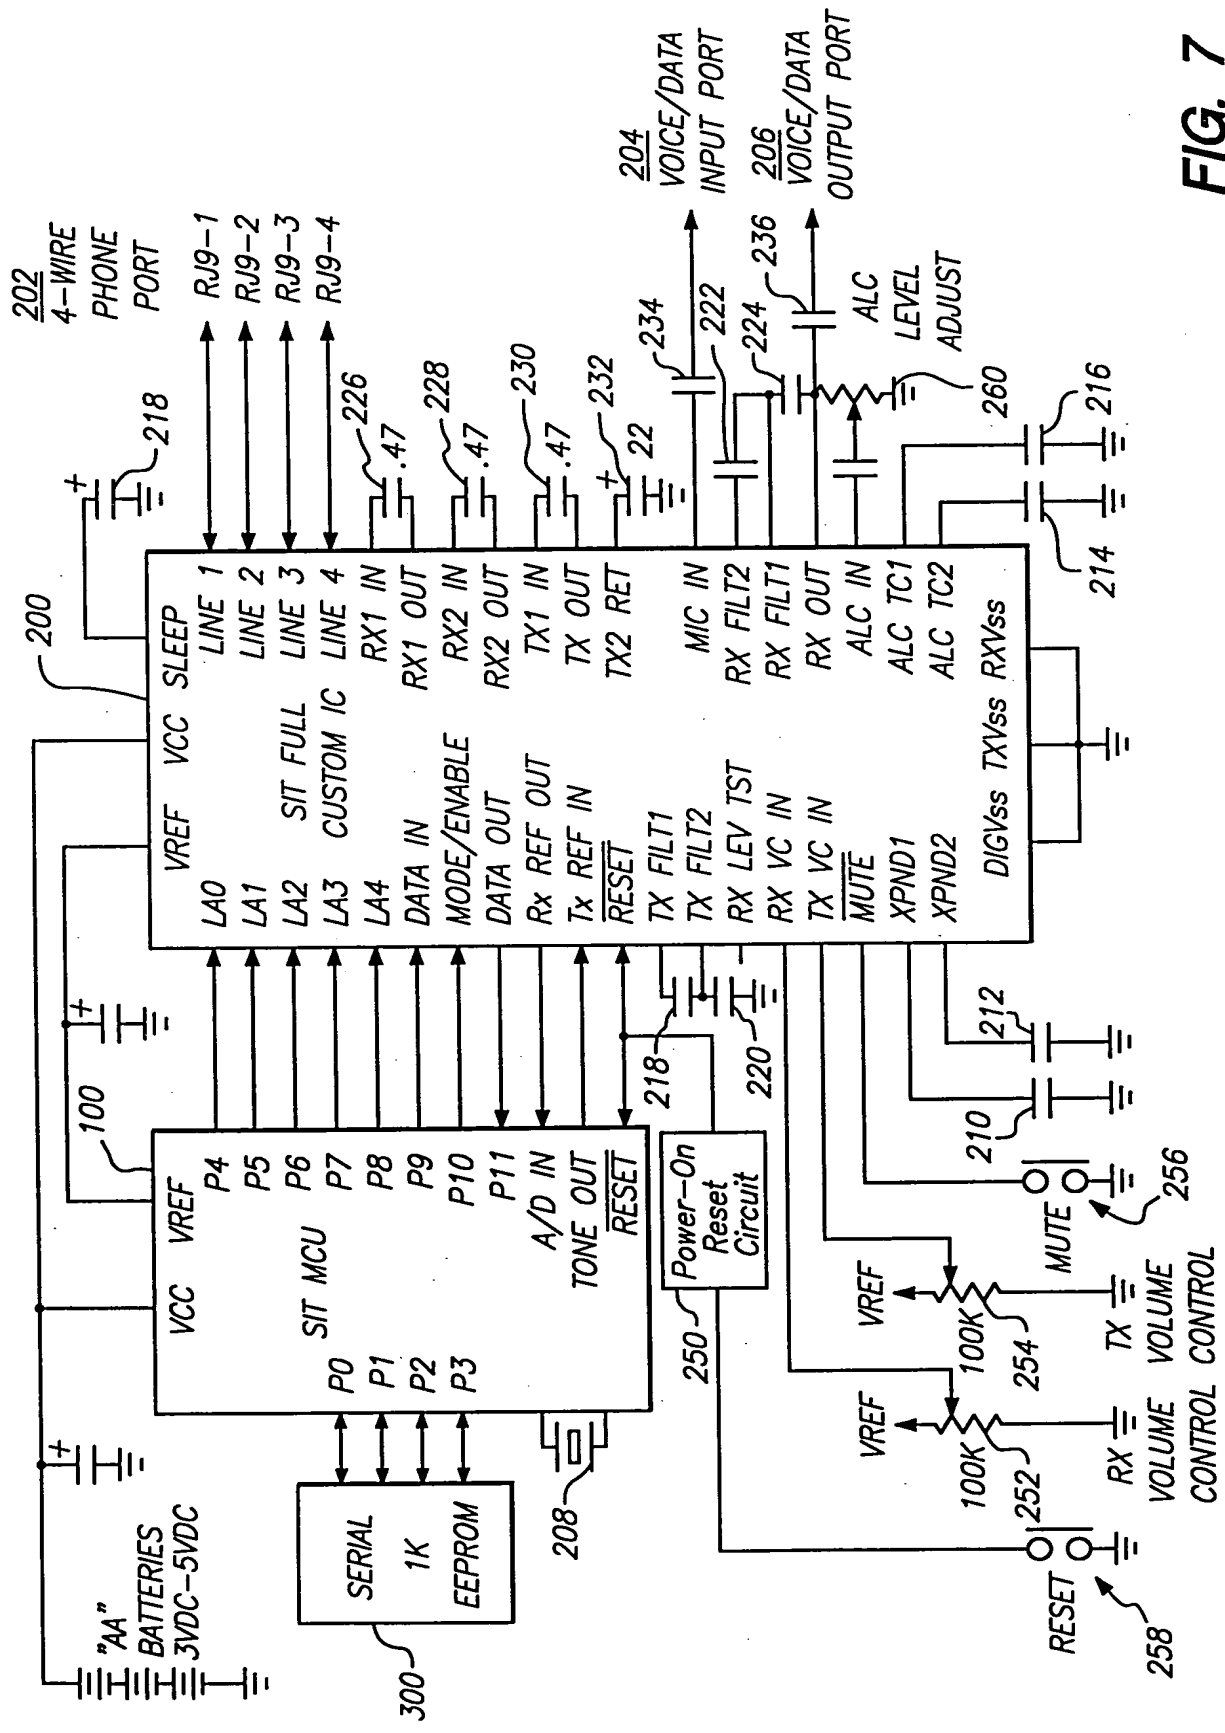 "AA"
BATTERIES
3VDC-5VDC
300
SERIAL
1K
EEPROM
208
100
VCC
VREF
SIT MCU
P0
P1
P2
P3
P4
P5
P6
P7
P8
P9
P10
P11
A/D IN
TONE OUT
RESET
+
+
200
VREF
VCC
SLEEP
SIT FULL
CUSTOM IC
LA0
LA1
LA2
LA3
LA4
DATA IN
MODE/ENABLE
DATA OUT
Rx REF OUT
Tx REF IN
RESET
TX FILT1
TX FILT2
RX LEV TST
RX VC IN
TX VC IN
MUTE
XPND1
XPND2
LINE 1
LINE 2
LINE 3
LINE 4
RX1 IN
RX1 OUT
RX2 IN
RX2 OUT
TX1 IN
TX OUT
TX2 RET
MIC IN
RX FILT2
RX FILT1
RX OUT
ALC IN
ALC TC1
ALC TC2
DIGVss
TXVss
RXVss
+
218
202
4-WIRE
PHONE
PORT
RJ9-1
RJ9-2
RJ9-3
RJ9-4
226
.47
228
.47
230
.47
232
+
22
204
VOICE/DATA
INPUT PORT
206
VOICE/DATA
OUTPUT PORT
234
222
224
236
ALC
LEVEL
ADJUST
260
216
214
218
220
212
210
250
Power-On
Reset
Circuit
VREF
100K
252
RX
VOLUME
CONTROL
VREF
100K
254
TX
VOLUME
CONTROL
MUTE
256
RESET
258
FIG. 7